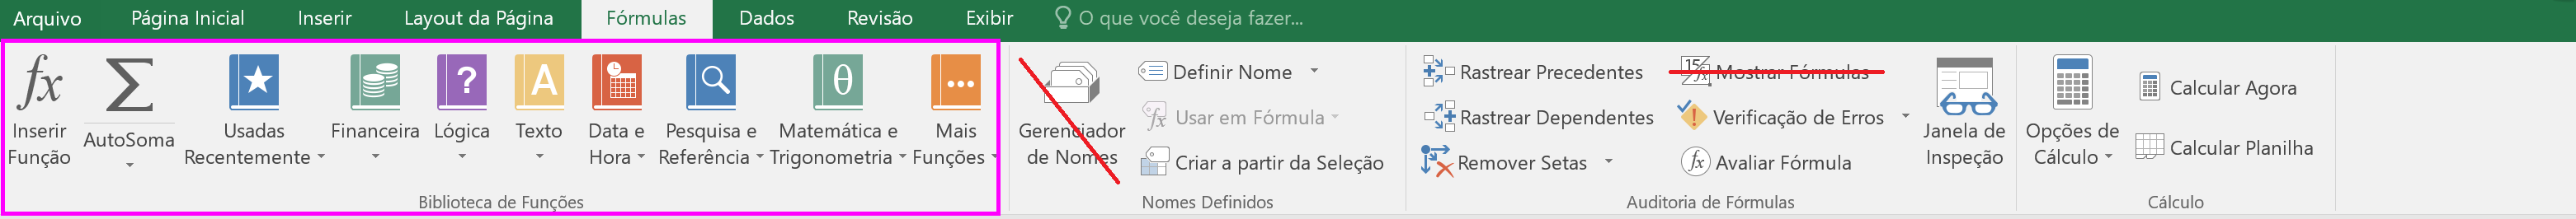 Arquivo Página Inicial Inserir Layout da Página Fórmulas Dados Revisão Exibir O que você deseja fazer...
Inserir Função
AutoSoma
Usadas Recentemente
Financeira
Lógica
Texto
Data e Hora
Pesquisa e Referência
Matemática e Trigonometria
Mais Funções
Biblioteca de Funções
Gerenciador de Nomes
Definir Nome
Usar em Fórmula
Criar a partir da Seleção
Nomes Definidos
Rastrear Precedentes
Rastrear Dependentes
Remover Setas
Mostrar Fórmulas
Verificação de Erros
Avaliar Fórmula
Janela de Inspeção
Auditoria de Fórmulas
Opções de Cálculo
Calcular Agora
Calcular Planilha
Cálculo